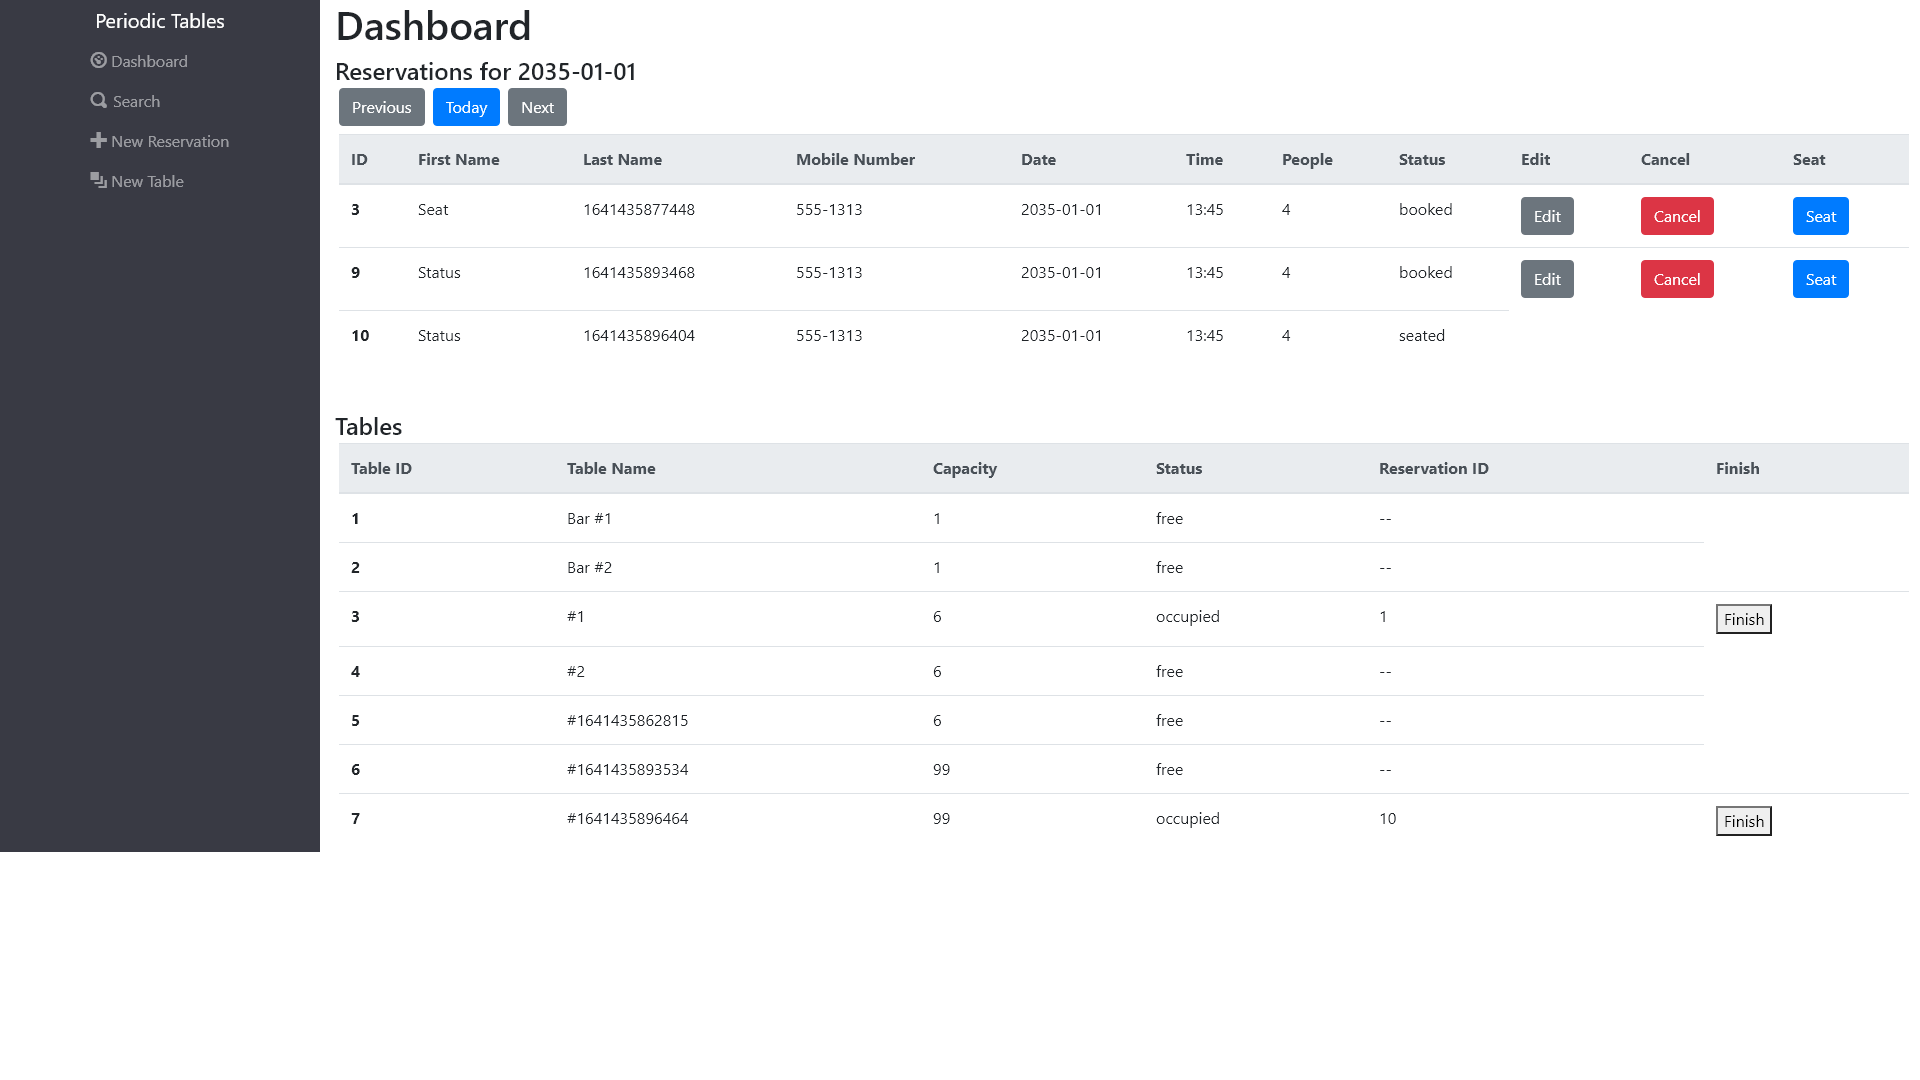 Periodic Tables
Dashboard
Search
New Reservation
New Table
Dashboard
Reservations for 2035-01-01
Previous Today Next
ID First Name Last Name Mobile Number Date Time People Status Edit Cancel Seat
3 Seat 1641435877448 555-1313 2035-01-01 13:45 4 booked Edit Cancel Seat
9 Status 1641435893468 555-1313 2035-01-01 13:45 4 booked Edit Cancel Seat
10 Status 1641435896404 555-1313 2035-01-01 13:45 4 seated
Tables
Table ID Table Name Capacity Status Reservation ID Finish
1 Bar #1 1 free --
2 Bar #2 1 free --
3 #1 6 occupied 1 Finish
4 #2 6 free --
5 #1641435862815 6 free --
6 #1641435893534 99 free --
7 #1641435896464 99 occupied 10 Finish